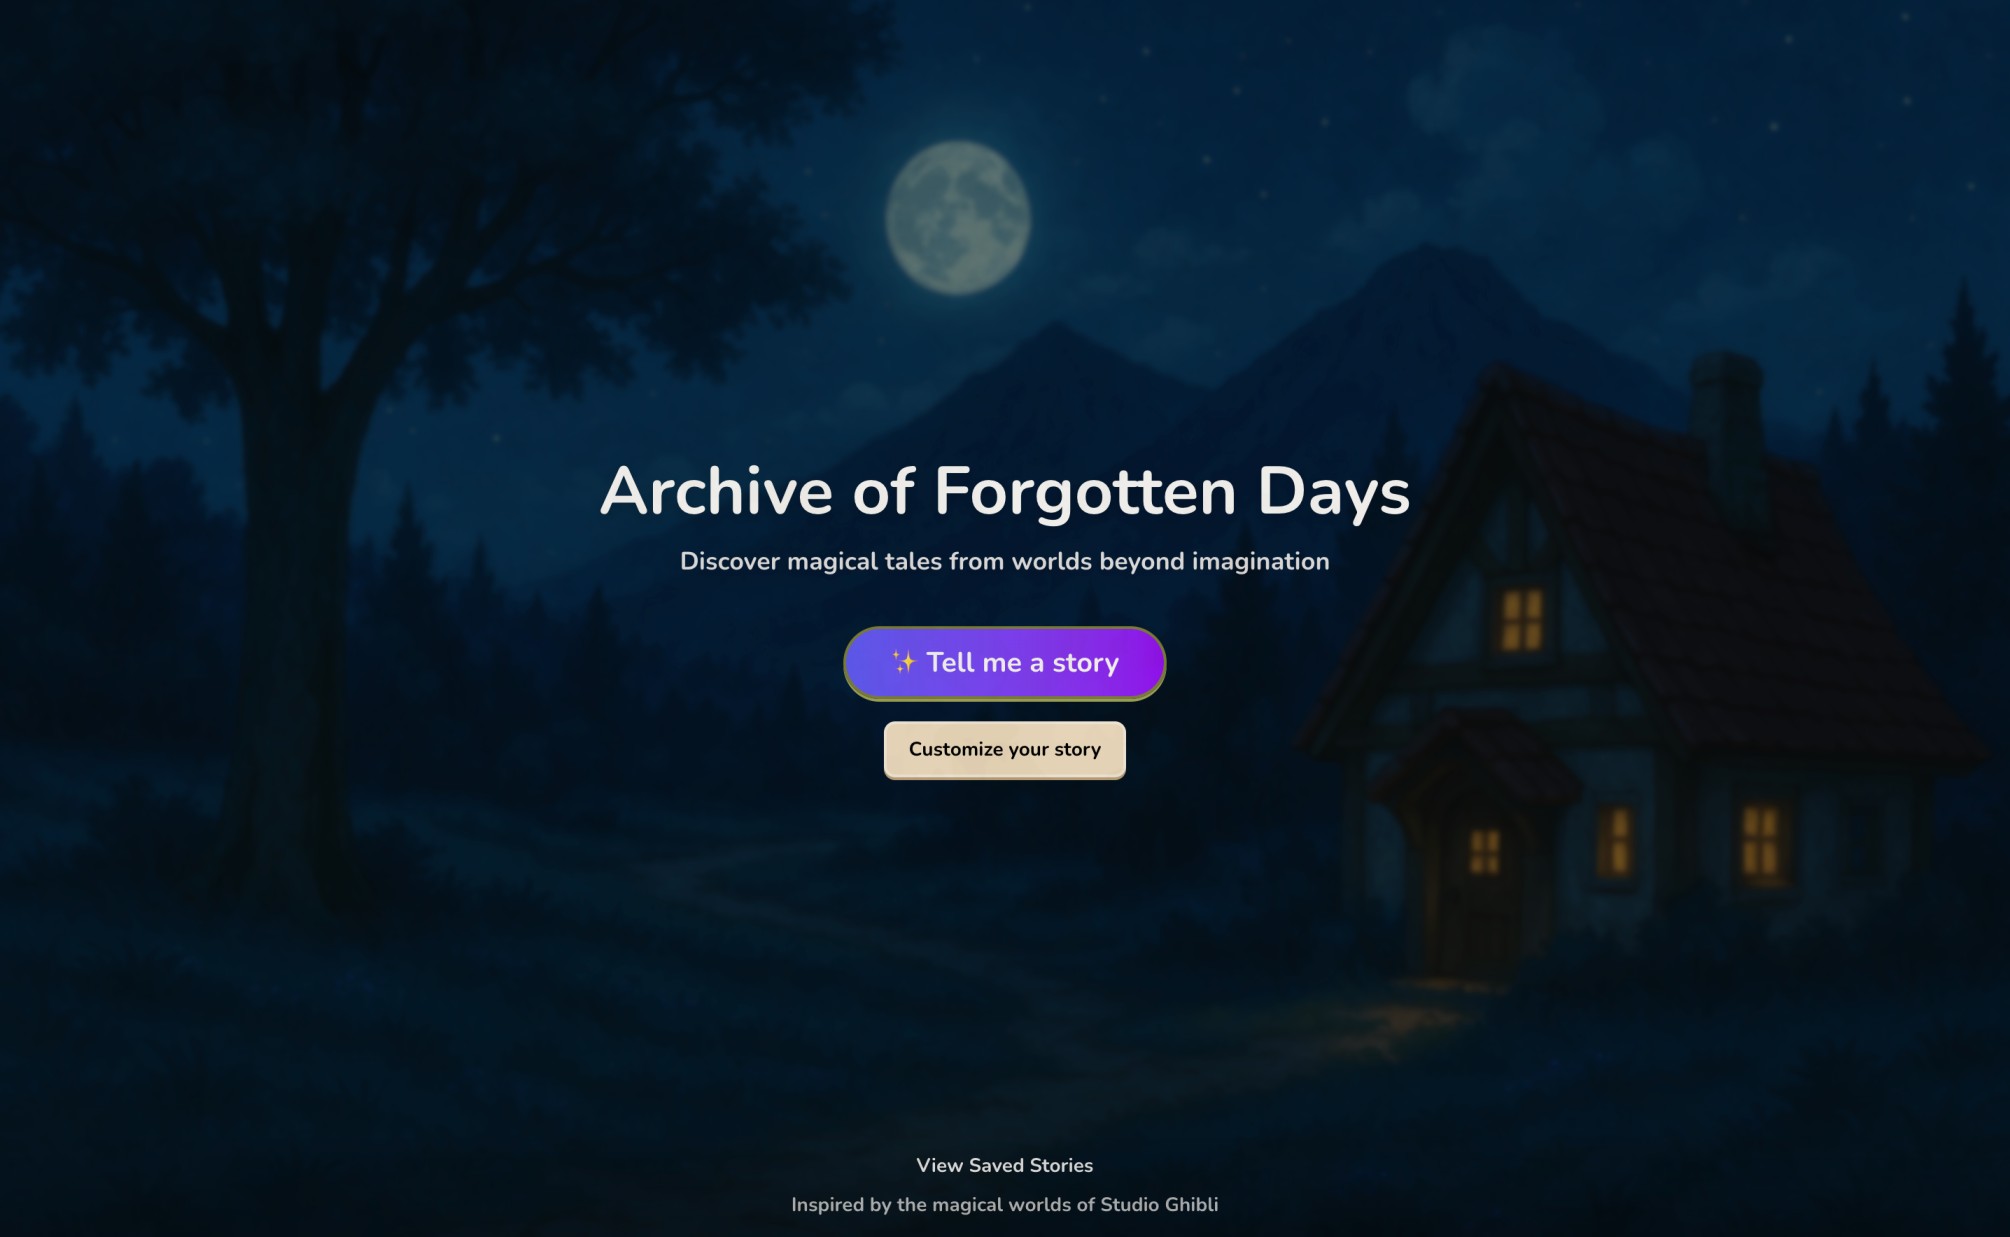 Archive of Forgotten Days
Discover magical tales from worlds beyond imagination
✨ Tell me a story
Customize your story
View Saved Stories
Inspired by the magical worlds of Studio Ghibli